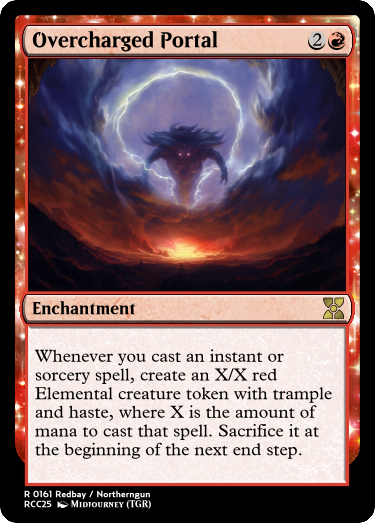 Overcharged Portal 2
Enchantment
Whenever you cast an instant or
sorcery spell, create an X/X red
Elemental creature token with trample
and haste, where X is the amount of
mana to cast that spell. Sacrifice it at
the beginning of the next end step.
R 0161 Redbay / Northerngun
RCC25 Midjourney (TGR)